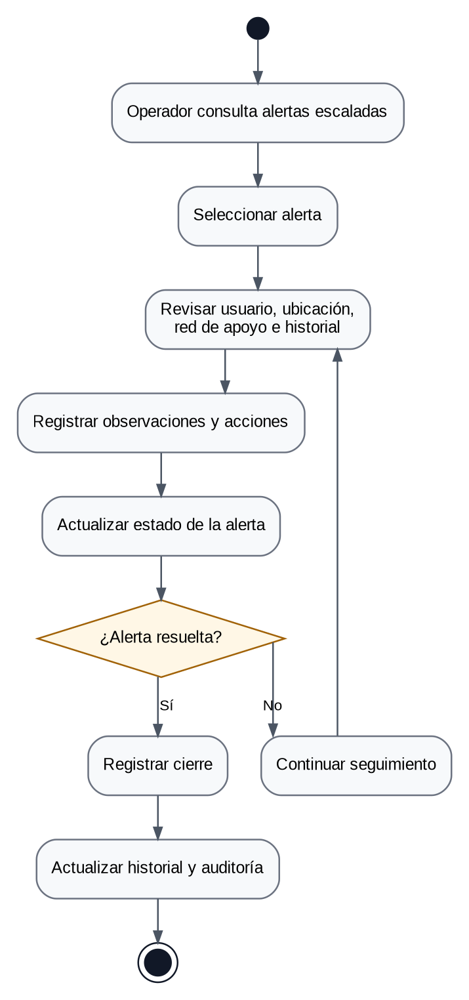 Operador consulta alertas escaladas
Seleccionar alerta
Revisar usuario, ubicación,
red de apoyo e historial
Registrar observaciones y acciones
Actualizar estado de la alerta
¿Alerta resuelta?
Sí
No
Registrar cierre
Continuar seguimiento
Actualizar historial y auditoría